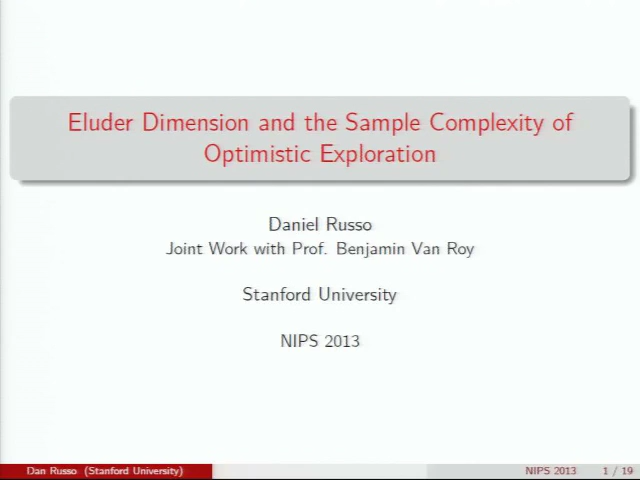 Eluder Dimension and the Sample Complexity of
Optimistic Exploration
Daniel Russo
Joint Work with Prof. Benjamin Van Roy
Stanford University
NIPS 2013
Dan Russo (Stanford University)
NIPS 2013
1 / 19